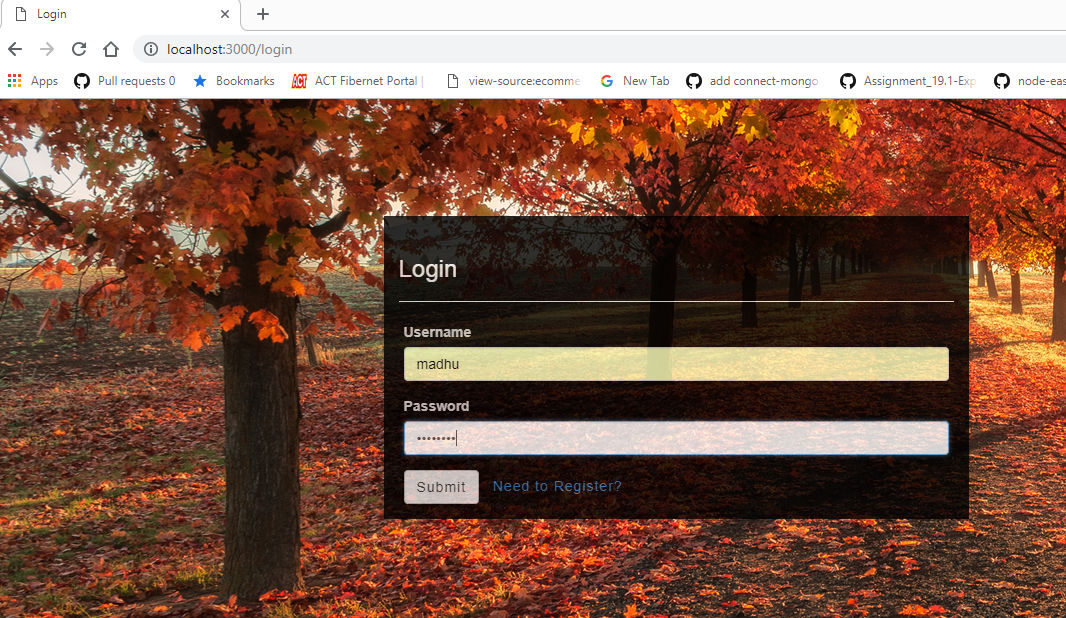 Login
localhost:3000/login
Apps Pull requests 0 Bookmarks ACT ACT Fibernet Portal | view-source:ecomme New Tab add connect-mongo Assignment_19.1-Exp node-eas
Login
Username
madhu
Password
••••••••
Submit Need to Register?